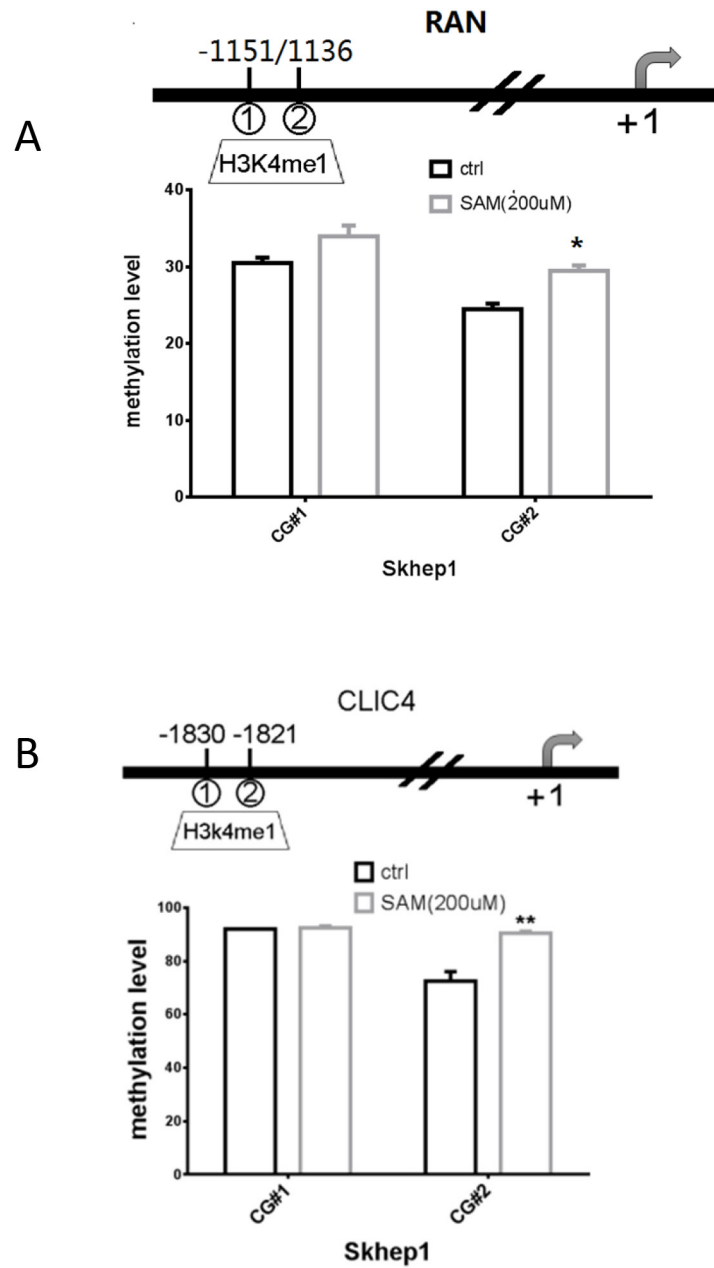 RAN
-1151/1136
① ②
+1
H3K4me1
A
ctrl
SAM(200uM)
40
30
20
10
0
methylation level
*
CG#1
CG#2
Skhep1
CLIC4
B
-1830 -1821
① ②
+1
H3k4me1
ctrl
SAM(200uM)
100
80
60
40
20
0
methylation level
**
CG#1
CG#2
Skhep1